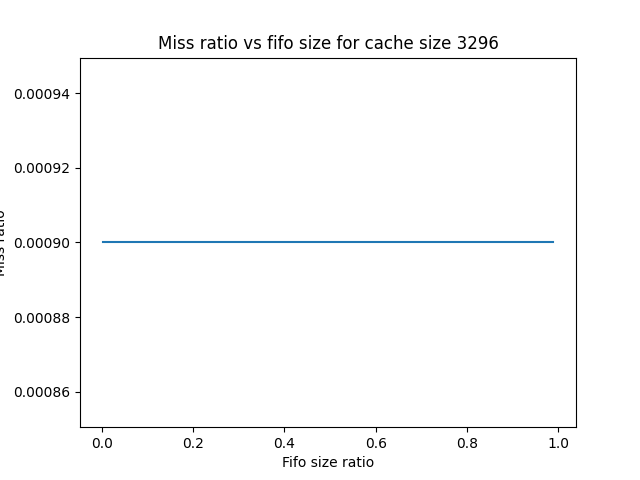 Miss ratio vs fifo size for cache size 3296
0.00094
0.00092
0.00090
0.00088
0.00086
Miss ratio
0.0 0.2 0.4 0.6 0.8 1.0
Fifo size ratio